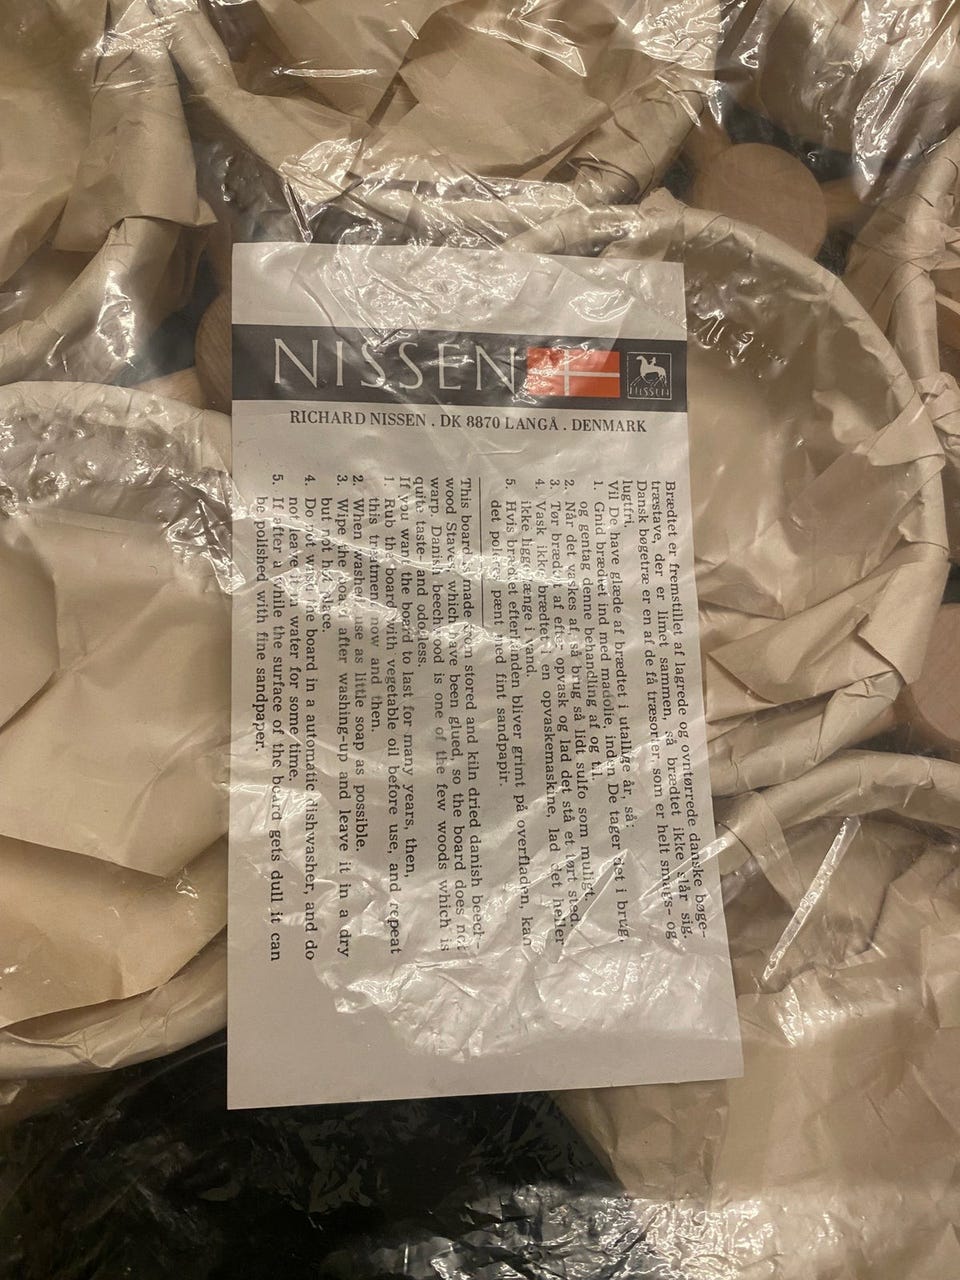 NISSEN
NISSEN
RICHARD NISSEN . DK 8870 LANGÅ . DENMARK
Brædtet er fremstillet af lagrede og ovntørrede danske bøge-
træstave, der er limet sammen, så brædtet ikke slår sig.
Dansk bøgetræ er en af de få træsorter, som er helt smags- og
lugtfri.
Vil De have glæde af brædtet i utallige år, så:
1. Gnid brædtet ind med madolie, inden De tager det i brug,
og gentag denne behandling af og til.
2. Når det vaskes af, så brug så lidt sulfo som muligt.
3. Tør brædtet af efter opvask og lad det stå et tørt sted.
4. Vask ikke brædtet i en opvaskemaskine, lad det heller
ikke ligge længe i vand.
5. Hvis brædtet efterhånden bliver grimt på overfladen, kan
det poleres pænt med fint sandpapir.
This board is made from stored and kiln dried danish beech-
wood Staves, which have been glued, so the board does not
warp. Danish beechwood is one of the few woods which is
quite taste- and odorless.
If you want the board to last for many years, then,
1. Rub the board with vegetable oil before use, and repeat
this treatment now and then.
2. When washed use as little soap as possible.
3. Wipe the board after washing-up and leave it in a dry
but not hot place.
4. Do not wash the board in a automatic dishwasher, and do
not leave it in water for some time.
5. If after a while the surface of the board gets dull it can
be polished with fine sandpaper.